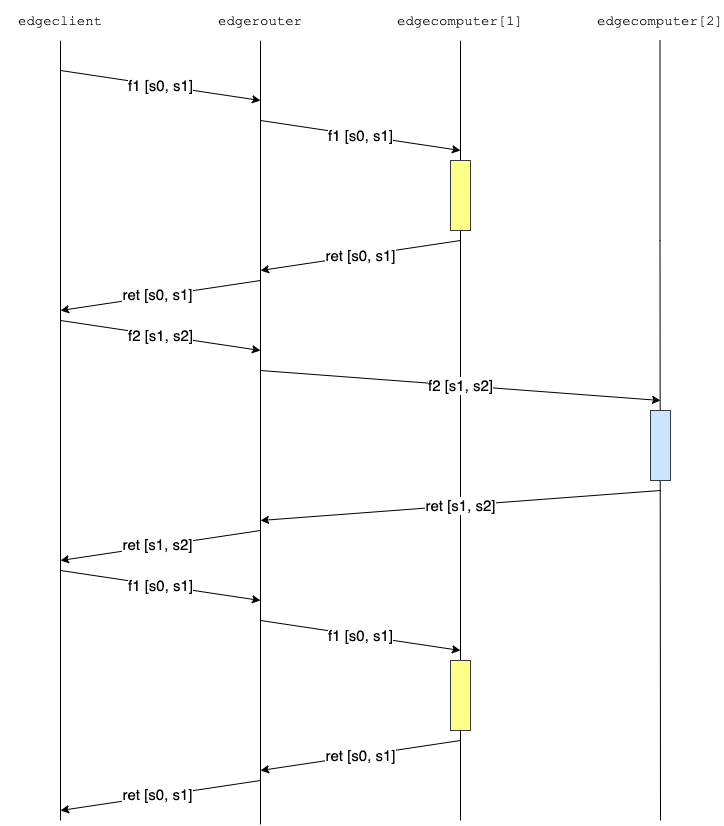 edgeclient
edgerouter
edgecomputer[1]
edgecomputer[2]
f1 [s0, s1]
f1 [s0, s1]
ret [s0, s1]
ret [s0, s1]
f2 [s1, s2]
f2 [s1, s2]
ret [s1, s2]
ret [s1, s2]
f1 [s0, s1]
f1 [s0, s1]
ret [s0, s1]
ret [s0, s1]